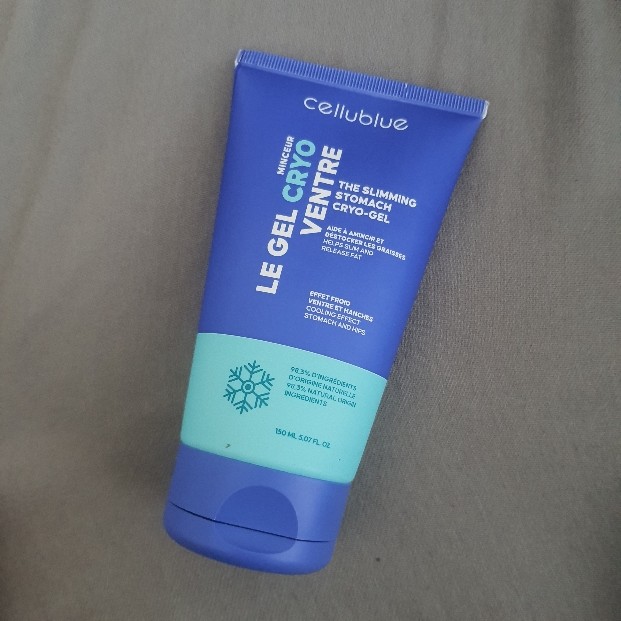 cellublue
LE GEL CRYO
MINCEUR
VENTRE
THE SLIMMING
STOMACH
CRYO-GEL
AIDE À AMINCIR ET
DÉSTOCKER LES GRAISSES
HELPS SLIM AND
RELEASE FAT
EFFET FROID
VENTRE ET HANCHES
COOLING EFFECT
STOMACH AND HIPS
98,3% D'INGRÉDIENTS
D'ORIGINE NATURELLE
98,3% NATURAL ORIGIN
INGREDIENTS
150 ML 5.07 FL. OZ.